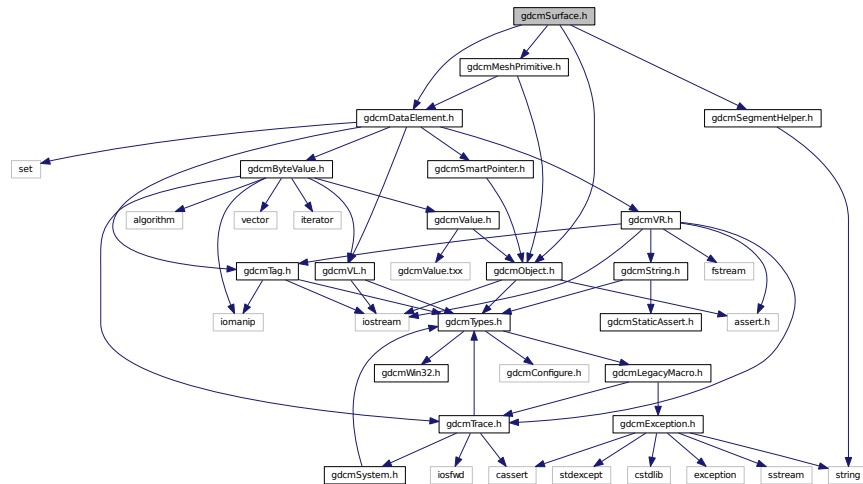 gdcmSurface.h
gdcmMeshPrimitive.h
gdcmDataElement.h
gdcmSegmentHelper.h
set
gdcmByteValue.h
gdcmSmartPointer.h
algorithm
vector
iterator
gdcmValue.h
gdcmVR.h
gdcmTag.h
gdcmVL.h
gdcmValue.txx
gdcmObject.h
gdcmString.h
fstream
iomanip
iostream
gdcmTypes.h
gdcmStaticAssert.h
assert.h
gdcmWin32.h
gdcmConfigure.h
gdcmLegacyMacro.h
gdcmTrace.h
gdcmException.h
gdcmSystem.h
iosfwd
cassert
stdexcept
cstdlib
exception
sstream
string